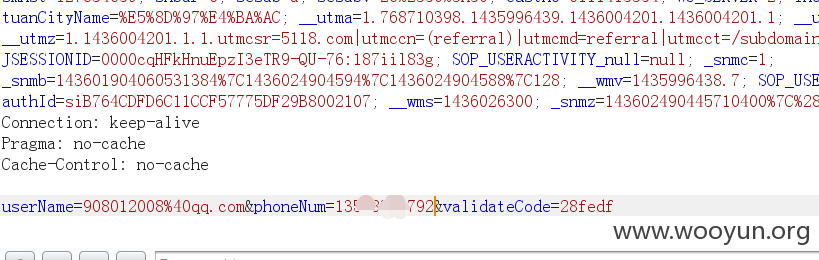 tuanCityName=%E5%8D%97%E4%BA%AC; __utma=1.768710398.1435996439.1436004201.1436004201.1;
__utmz=1.1436004201.1.1.utmcsr=5118.com|utmccn=(referral)|utmcmd=referral|utmcct=/subdomain
JSESSIONID=0000cqHFkHnuEpzI3eTR9-QU-76:187iil83g; SOP_USERACTIVITY_null=null; _snmc=1;
_snmb=143601904060531384%7C1436024904594%7C1436024904588%7C128; __wmv=1435996438.7; SOP_USE
authId=siB764CDFD6C11CCF57775DF29B8002107; __wms=1436026300; _snmz=143602490445710400%7C%28
Connection: keep-alive
Pragma: no-cache
Cache-Control: no-cache
userName=908012008%40qq.com&phoneNum=135 792&validateCode=28fedf
www.wooyun.org